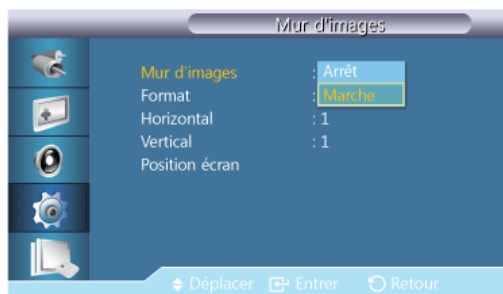 Mur d'images
Mur d'images : Arrêt
Format : Marche
Horizontal : 1
Vertical : 1
Position écran
Déplacer Entrer Retour